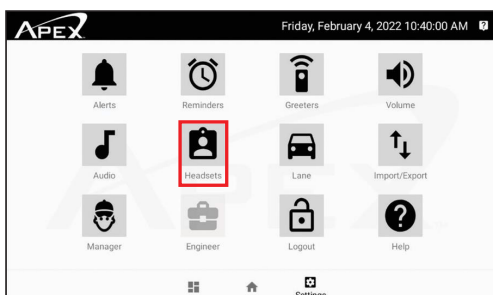 APEX
Friday, February 4, 2022 10:40:00 AM
Alerts
Reminders
Greeters
Volume
Audio
Headsets
Lane
Import/Export
Manager
Engineer
Logout
Help
Settings